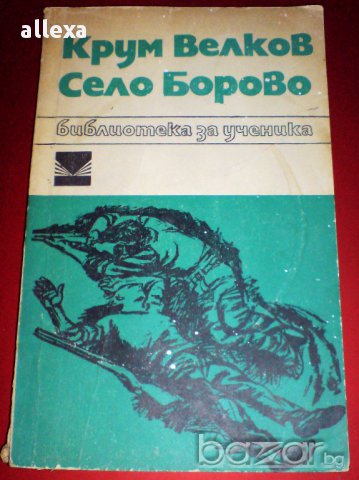 allexa
Крум Велков
Село Борово
библиотека за ученика
bazar.bg